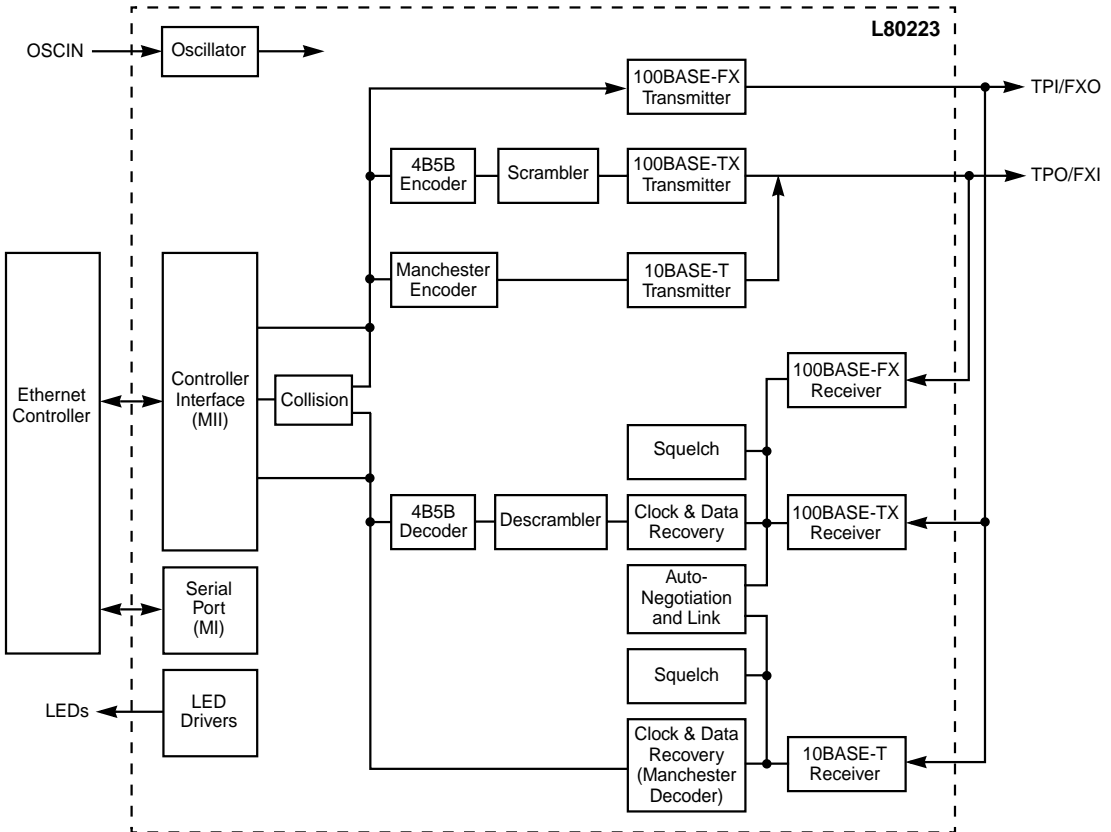 L80223
OSCIN
Oscillator
100BASE-FX
Transmitter
TPI/FXO
4B5B
Encoder
Scrambler
100BASE-TX
Transmitter
TPO/FXI
Manchester
Encoder
10BASE-T
Transmitter
Ethernet
Controller
Controller
Interface
(MII)
Collision
100BASE-FX
Receiver
Squelch
4B5B
Decoder
Descrambler
Clock & Data
Recovery
100BASE-TX
Receiver
Auto-
Negotiation
and Link
Serial
Port
(MI)
Squelch
LEDs
LED
Drivers
Clock & Data
Recovery
(Manchester
Decoder)
10BASE-T
Receiver